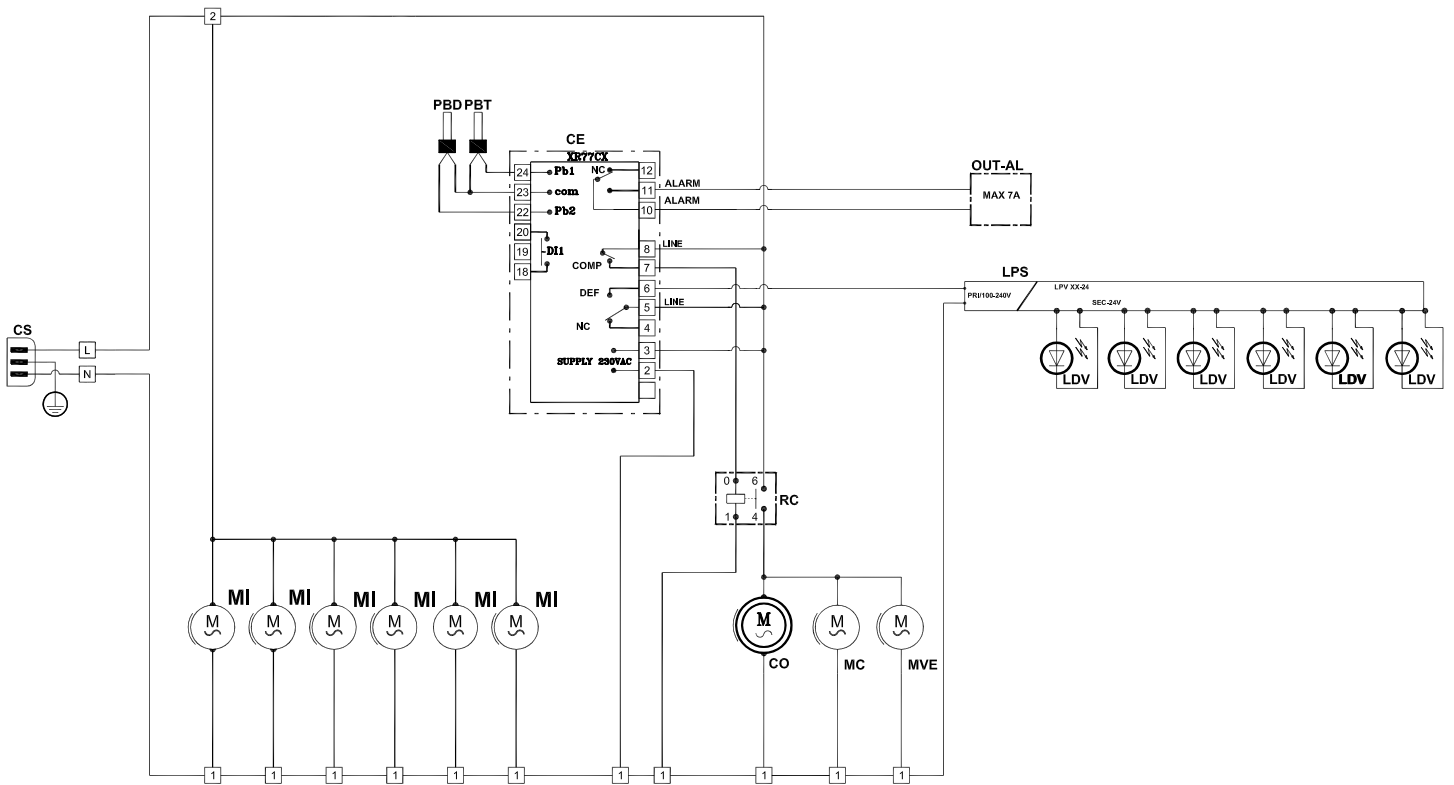 2
PBD PBT
CE
XR77CX
24 Pb1 NC 12
23 com 11 ALARM
22 Pb2 10 ALARM
20
19 DI1
18
8 LINE
COMP 7
DEF 6
5 LINE
NC 4
3
SUPPLY 230VAC
2
OUT-AL
MAX 7A
LPS
LPV XX-24
PRI/100-240V
SEC-24V
LDV LDV LDV LDV LDV LDV
CS
L
N
0 6
RC
1 4
MI MI MI MI MI MI
M M M M M M
M M M
CO MC MVE
1 1 1 1 1 1 1 1 1 1 1